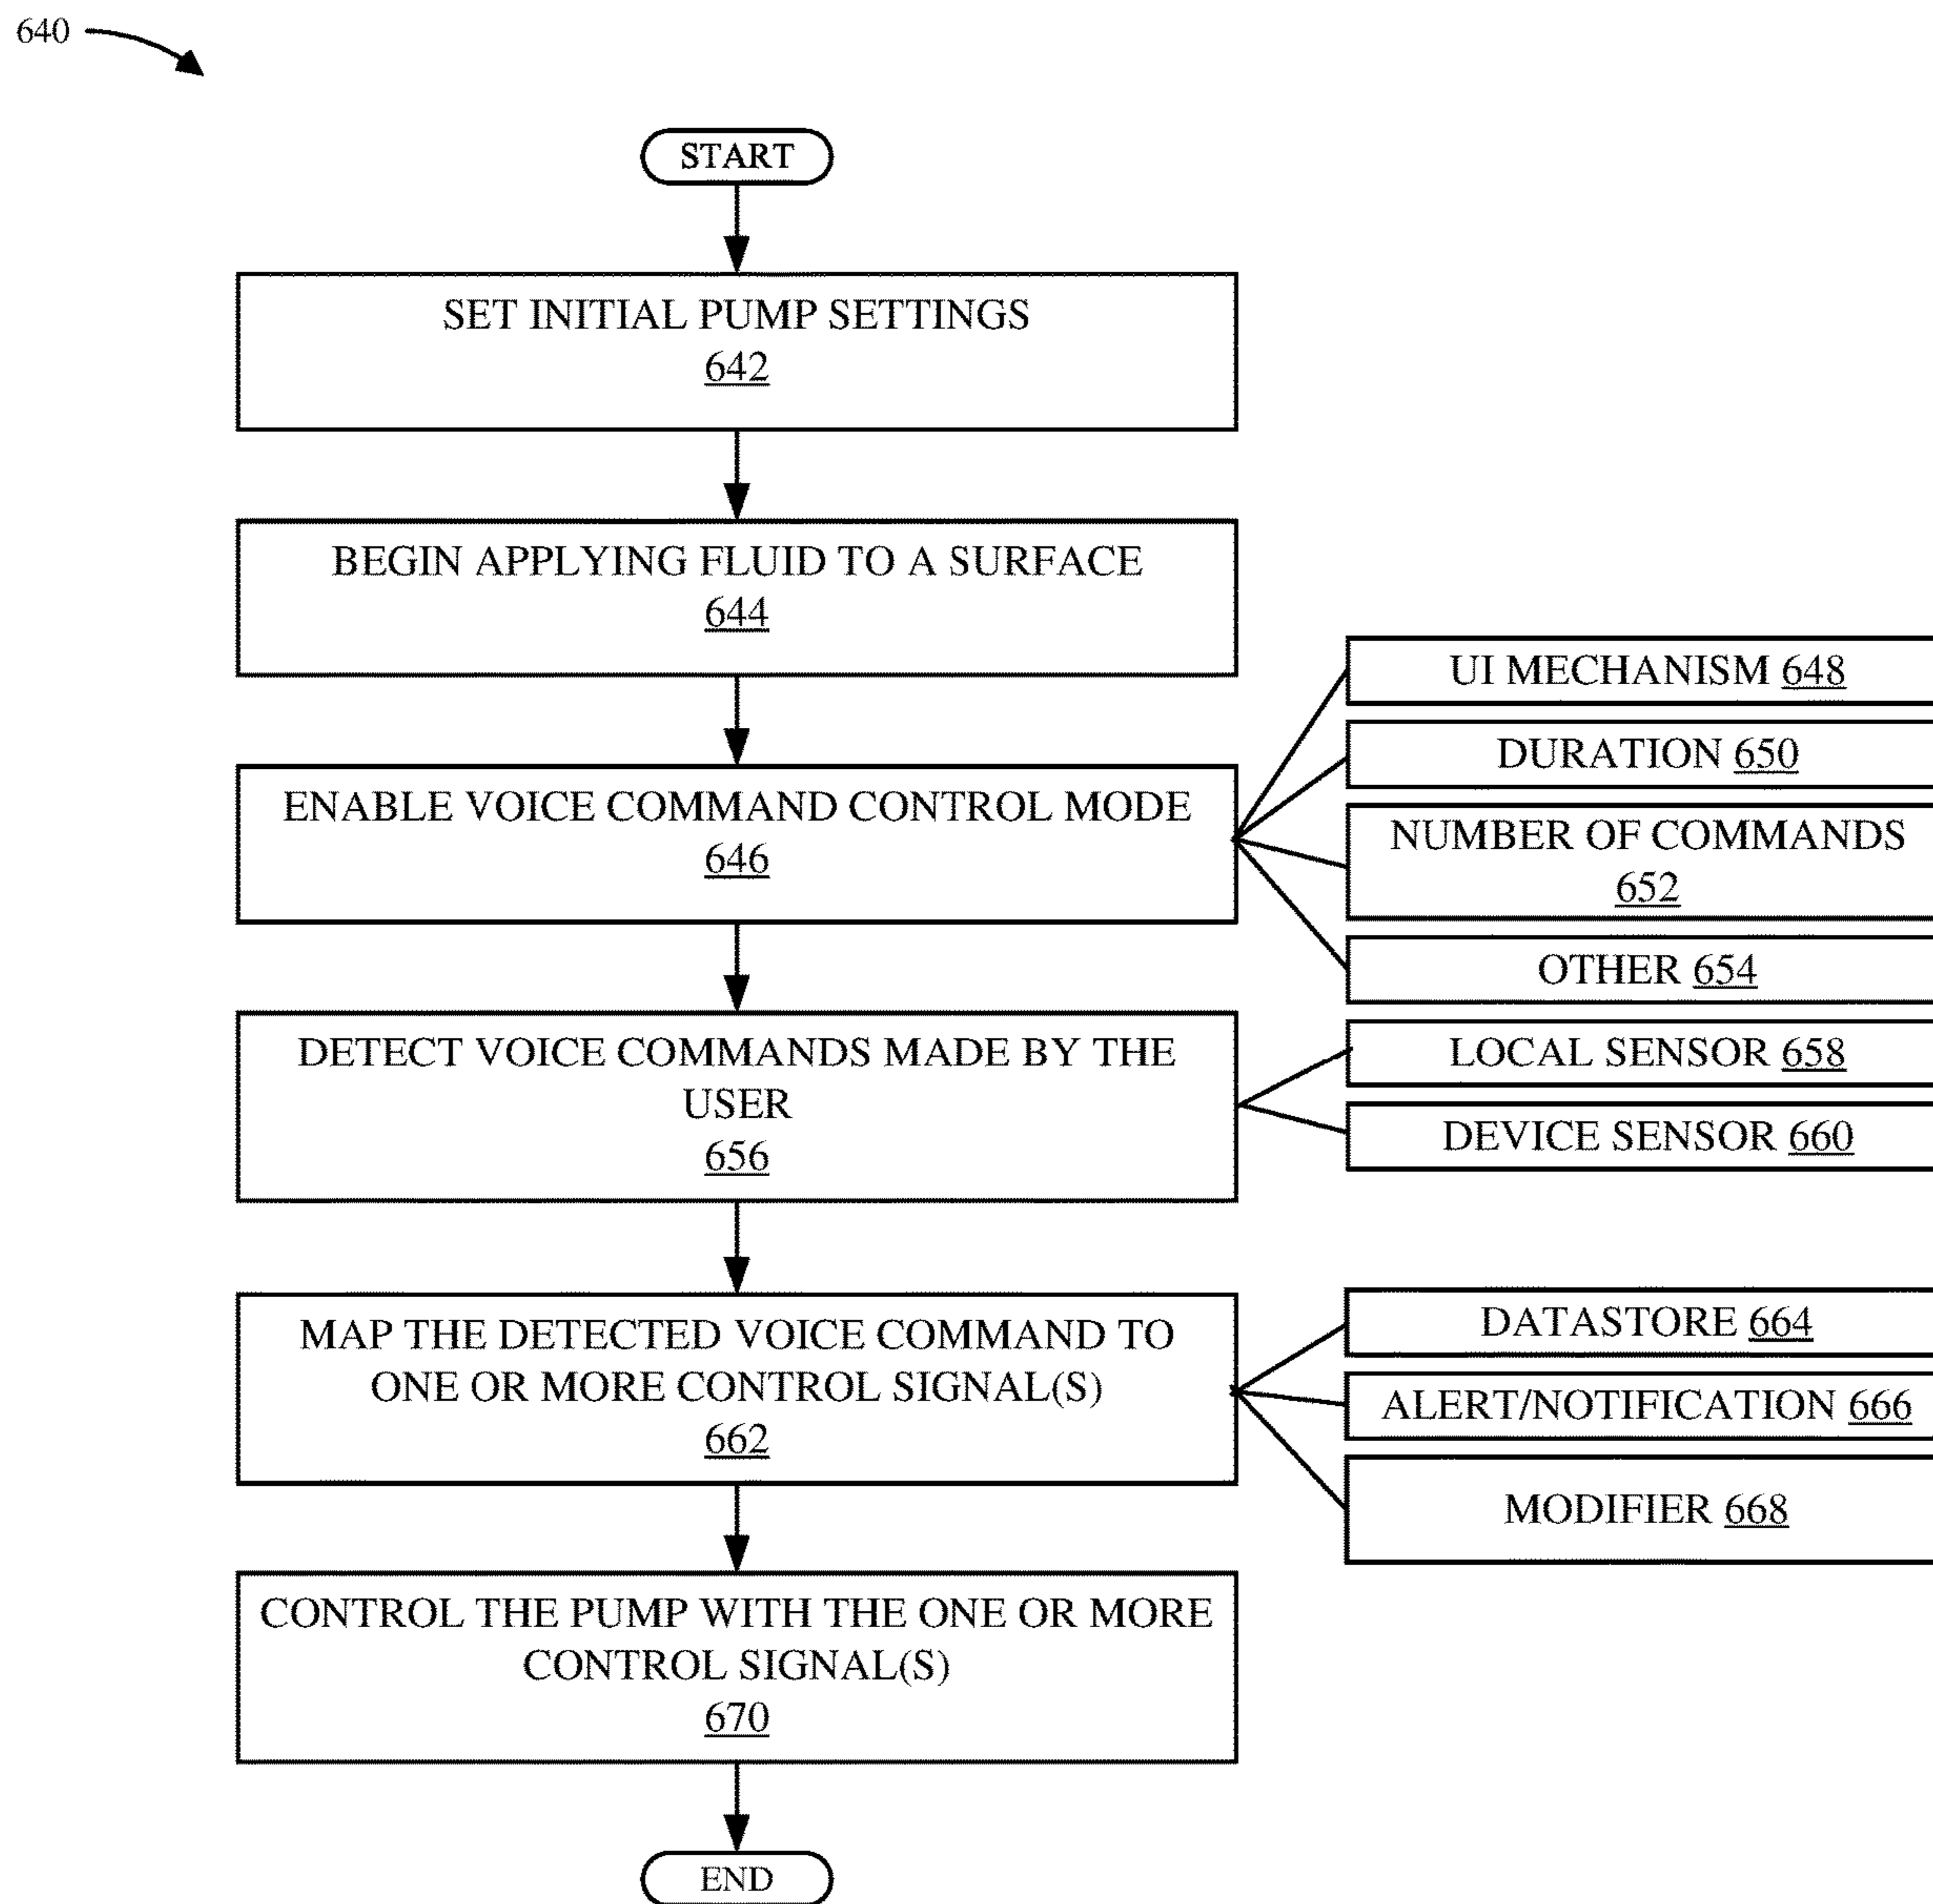 640
START
SET INITIAL PUMP SETTINGS
642
BEGIN APPLYING FLUID TO A SURFACE
644
ENABLE VOICE COMMAND CONTROL MODE
646
UI MECHANISM 648
DURATION 650
NUMBER OF COMMANDS
652
OTHER 654
DETECT VOICE COMMANDS MADE BY THE
USER
656
LOCAL SENSOR 658
DEVICE SENSOR 660
MAP THE DETECTED VOICE COMMAND TO
ONE OR MORE CONTROL SIGNAL(S)
662
DATASTORE 664
ALERT/NOTIFICATION 666
MODIFIER 668
CONTROL THE PUMP WITH THE ONE OR MORE
CONTROL SIGNAL(S)
670
END